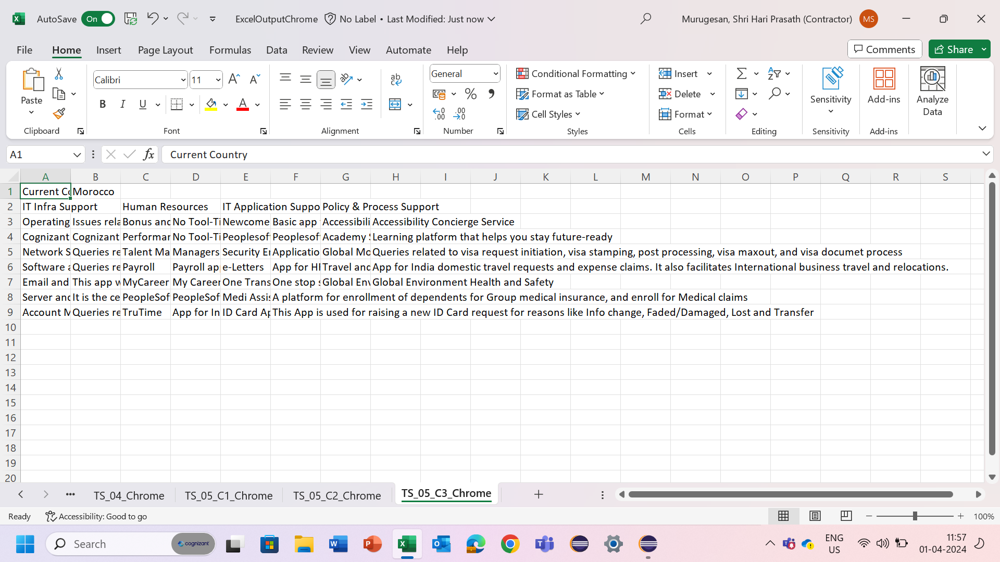 AutoSave On ExcelOutputChrome No Label • Last Modified: Just now Murugesan, Shri Hari Prasath (Contractor) MS
File Home Insert Page Layout Formulas Data Review View Automate Help Comments Share
Paste Calibri 11 General Conditional Formatting Insert Sensitivity Add-ins Analyze Data
Format as Table Delete
Cell Styles Format
Clipboard Font Alignment Number Styles Cells Editing Sensitivity Add-ins
A1 fx Current Country
A B C D E F G H I J K L M N O P Q R S
1 Current Co Morocco
2 IT Infra Support Human Resources IT Application Suppo Policy & Process Support
3 Operating Issues rela Bonus and No Tool-Ti Newcome Basic app Accessibili Accessibility Concierge Service
4 Cognizant Cognizant Performar No Tool-Ti Peoplesof Peoplesof Academy Learning platform that helps you stay future-ready
5 Network S Queries re Talent Ma Managers Security E Applicatio Global Mo Queries related to visa request initiation, visa stamping, post processing, visa maxout, and visa documet process
6 Software a Queries re Payroll Payroll app e-Letters App for H Travel and App for India domestic travel requests and expense claims. It also facilitates International business travel and relocations.
7 Email and This app w MyCareer My Career One Trans One stop s Global Env Global Environment Health and Safety
8 Server and It is the ce PeopleSof PeopleSof Medi Assis A platform for enrollment of dependents for Group medical insurance, and enroll for Medical claims
9 Account M Queries re TruTime App for In ID Card Ap This App is used for raising a new ID Card request for reasons like Info change, Faded/Damaged, Lost and Transfer
10
11
12
13
14
15
16
17
18
19
20
TS_04_Chrome TS_05_C1_Chrome TS_05_C2_Chrome TS_05_C3_Chrome
Ready Accessibility: Good to go 100%
Search cognizant ENG US 11:57 01-04-2024